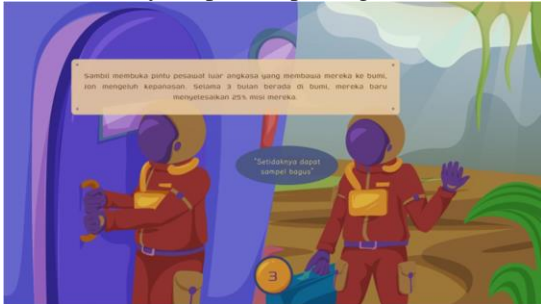 Sambil membuka pintu pesawat luar angkasa yang membawa mereka ke bumi,
Jon mengeluh kepanasan. Selama 3 bulan berada di bumi, mereka baru
menyelesaikan 25% misi mereka.
"Setidaknya dapat
sampel bagus"
3